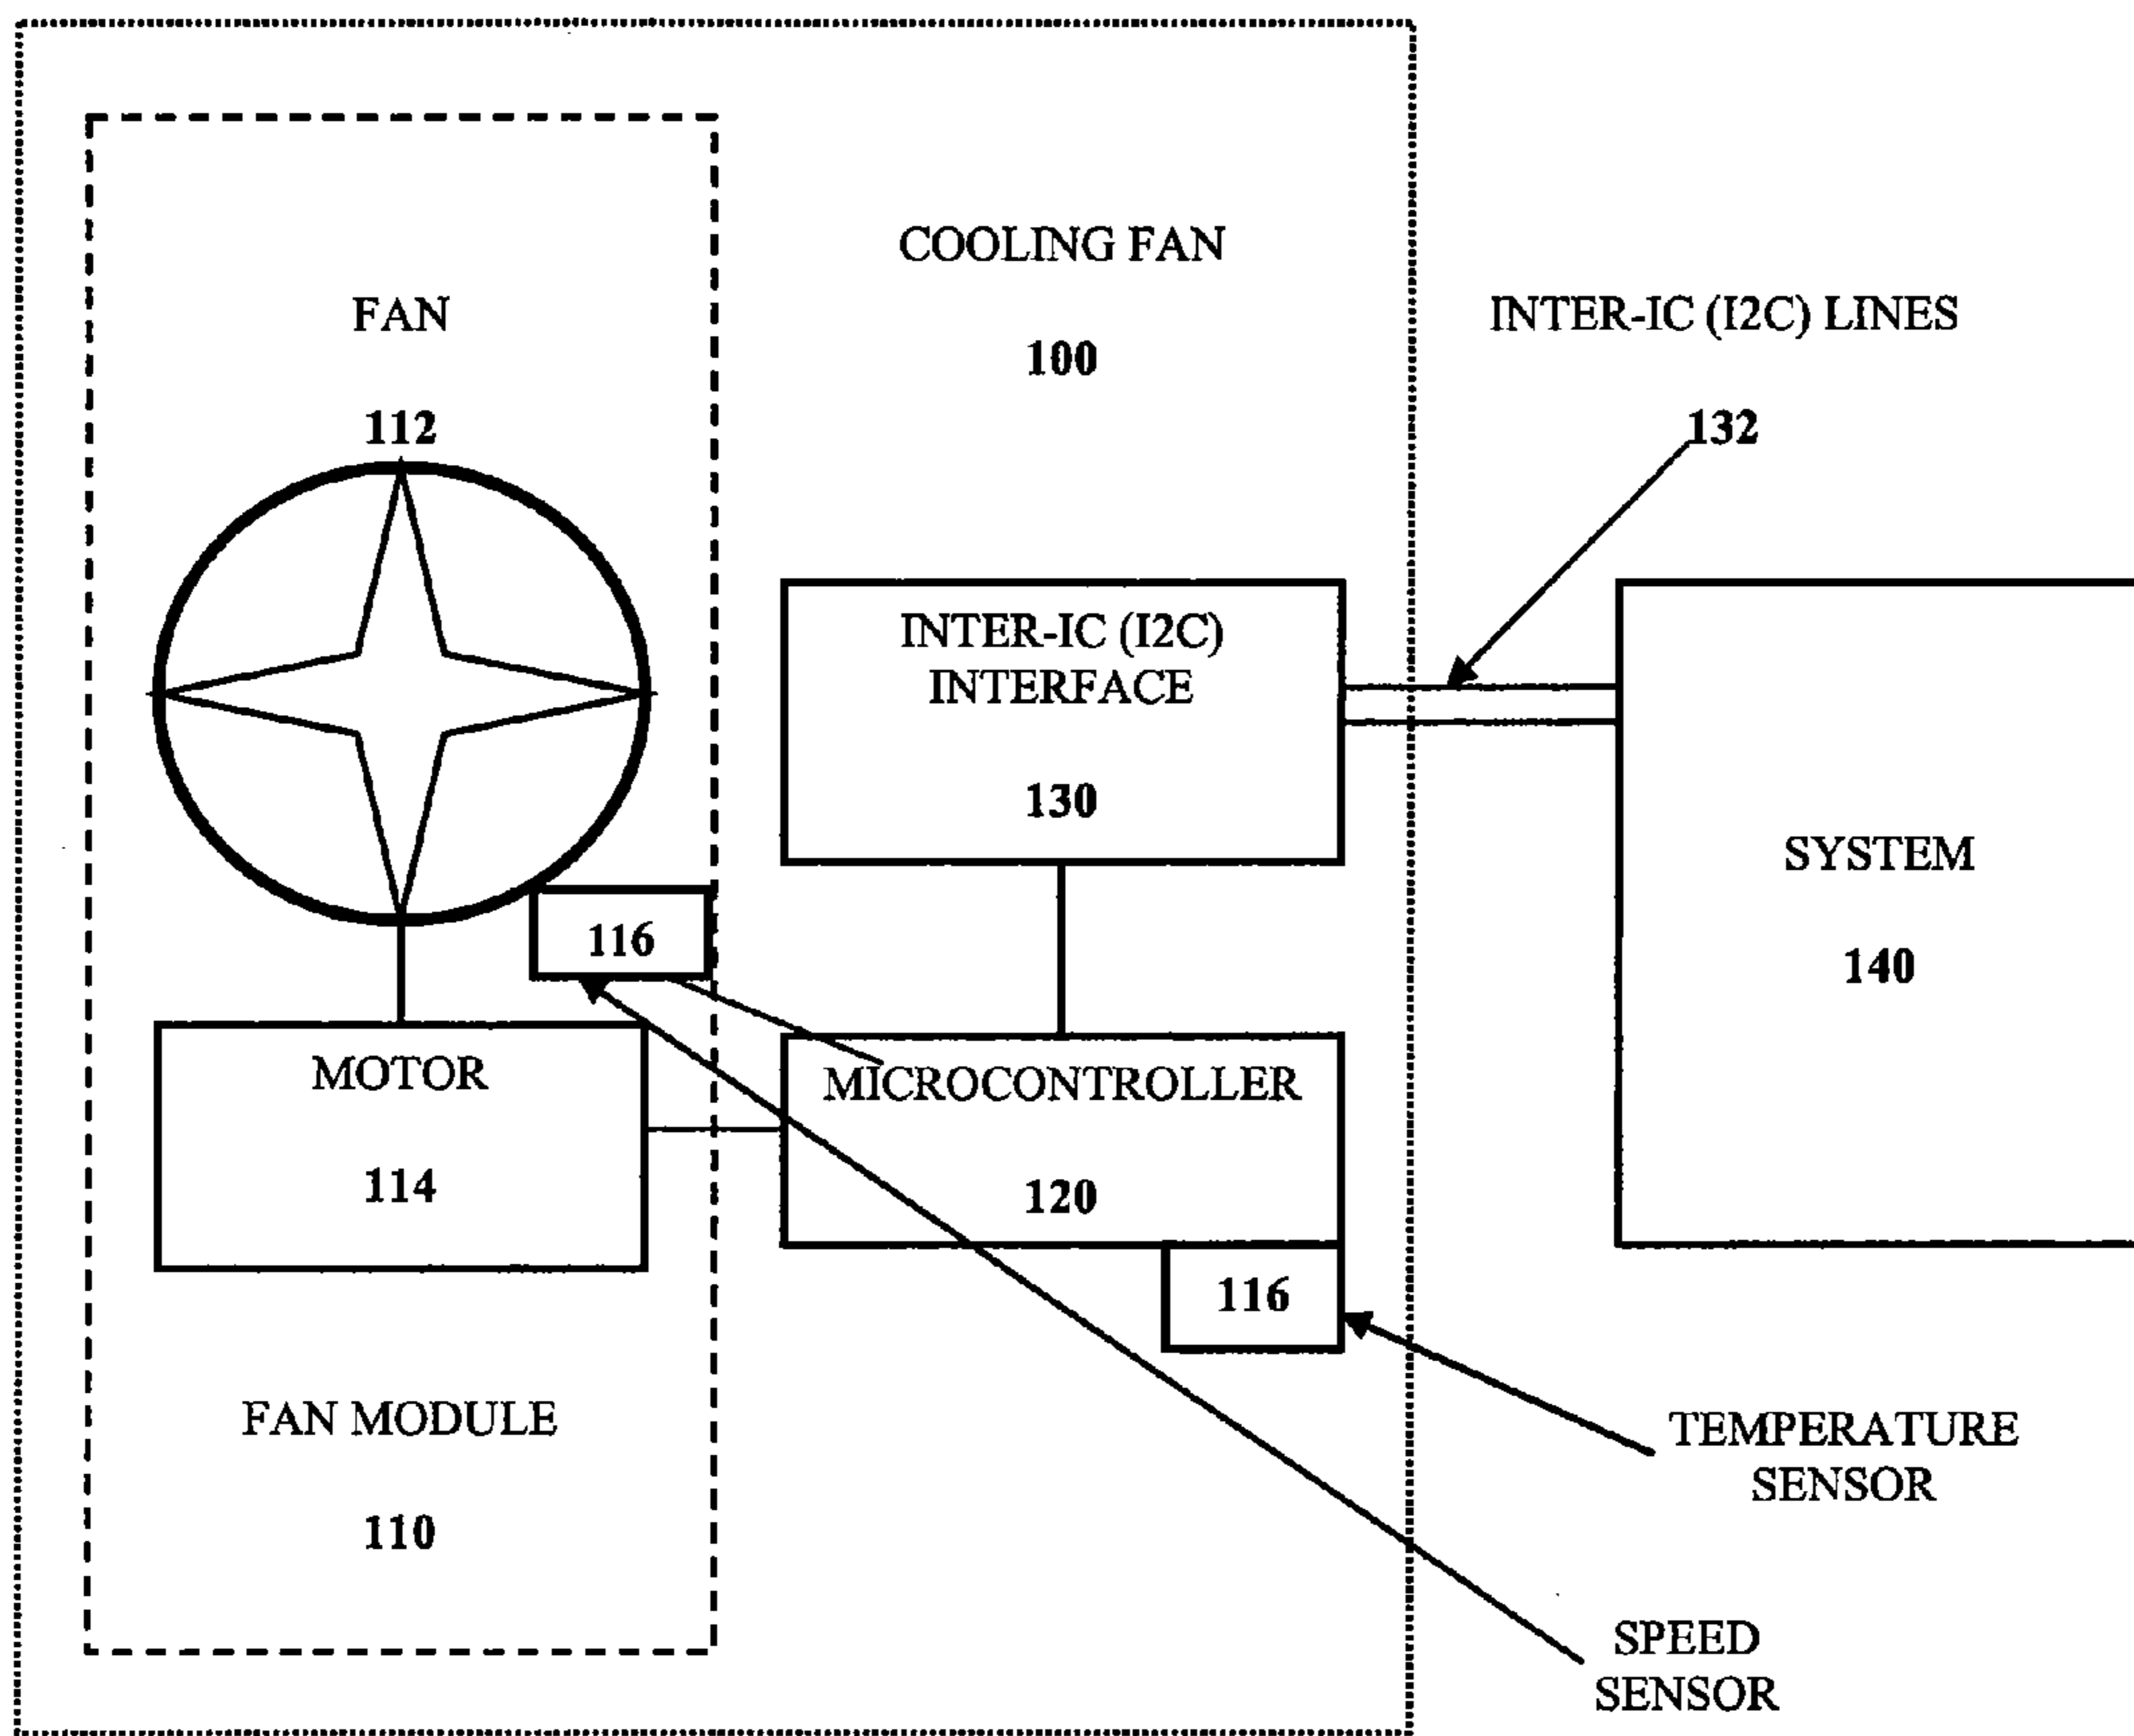 FAN
112
COOLING FAN
100
INTER-IC (I2C) LINES
132
INTER-IC (I2C)
INTERFACE
130
SYSTEM
140
116
MOTOR
114
MICROCONTROLLER
120
116
FAN MODULE
110
TEMPERATURE
SENSOR
SPEED
SENSOR